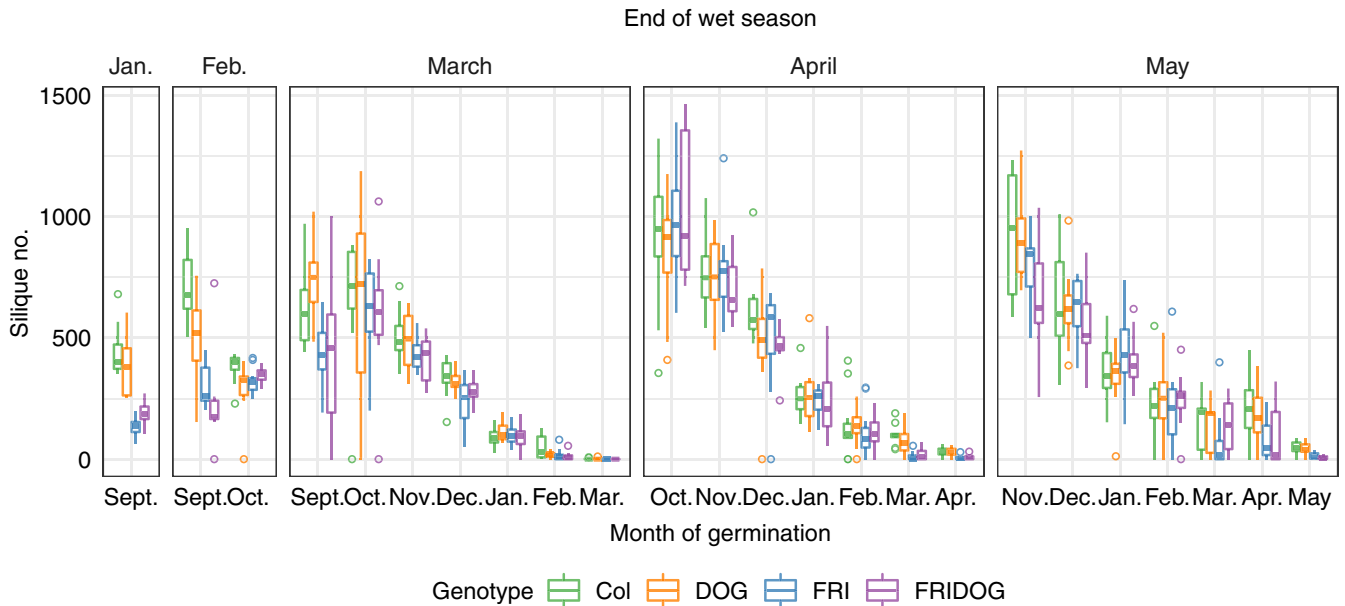 End of wet season
Jan. Feb. March April May
Silique no.
1500
1000
500
0
Sept. Sept. Oct. Sept. Oct. Nov. Dec. Jan. Feb. Mar. Oct. Nov. Dec. Jan. Feb. Mar. Apr. Nov. Dec. Jan. Feb. Mar. Apr. May
Month of germination
Genotype Col DOG FRI FRIDOG